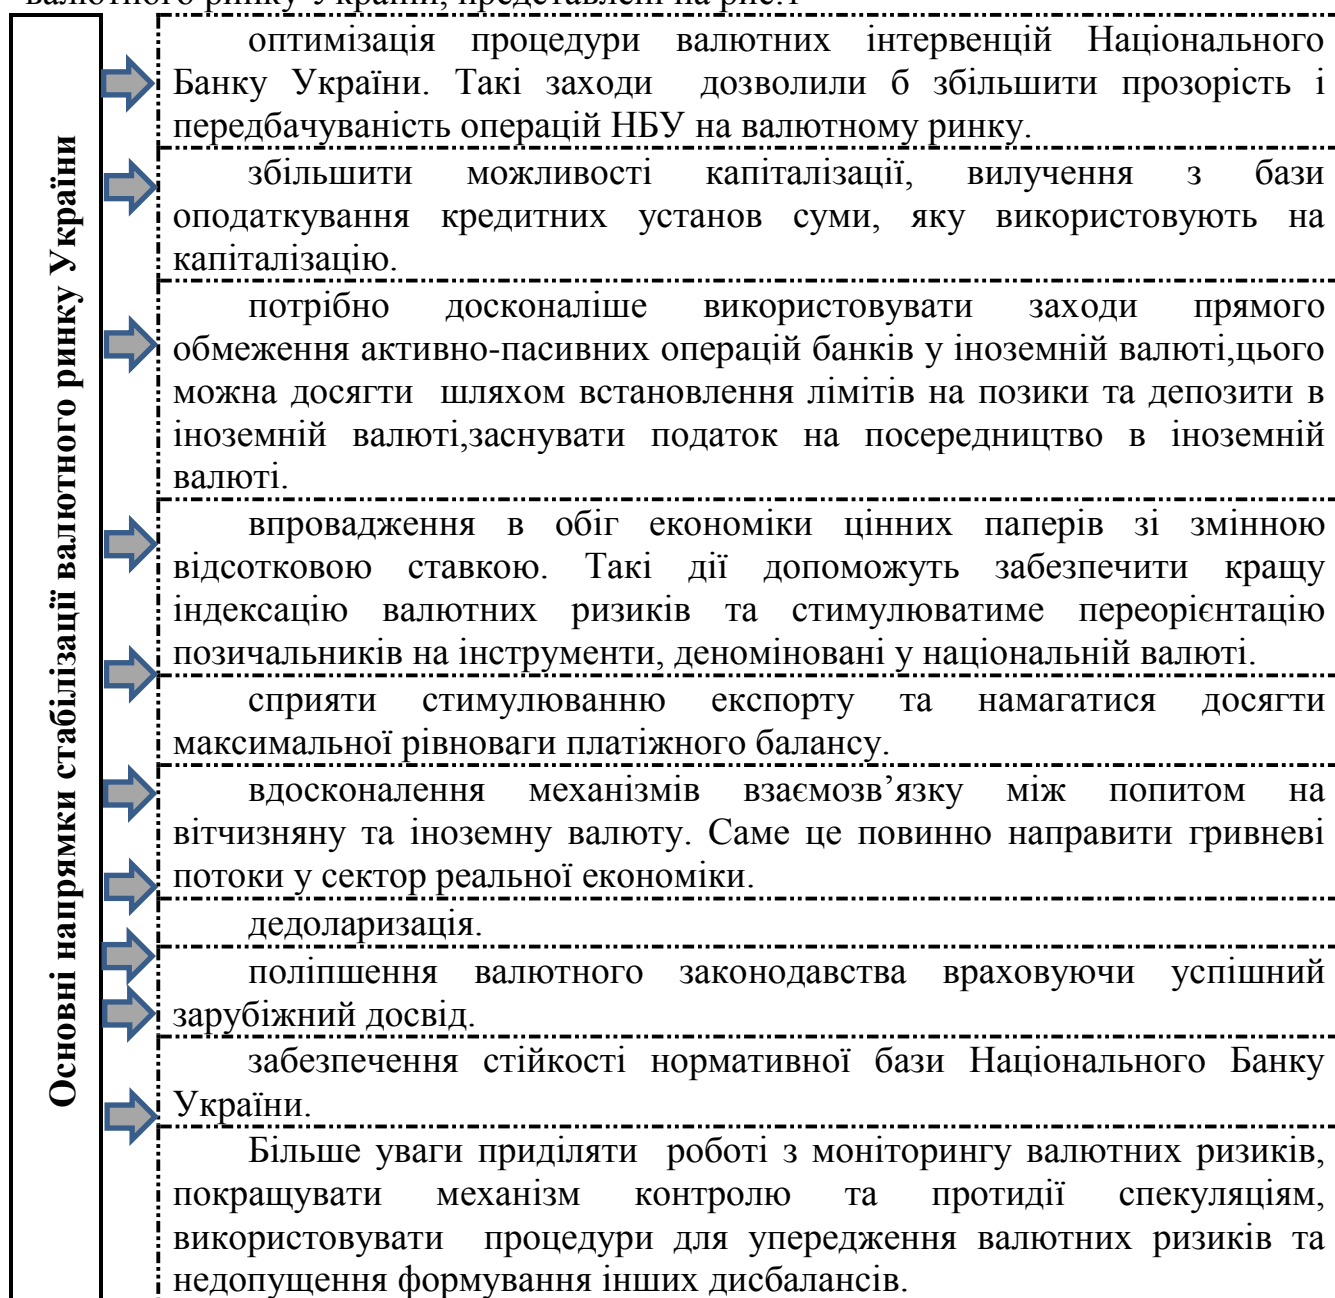 валютного ринку України, представлені на рис.1
Основні напрямки стабілізації валютного ринку України
оптимізація процедури валютних інтервенцій Національного
Банку України. Такі заходи дозволили б збільшити прозорість і
передбачуваність операцій НБУ на валютному ринку.
збільшити можливості капіталізації, вилучення з бази
оподаткування кредитних установ суми, яку використовують на
капіталізацію.
потрібно досконаліше використовувати заходи прямого
обмеження активно-пасивних операцій банків у іноземній валюті,цього
можна досягти шляхом встановлення лімітів на позики та депозити в
іноземній валюті,заснувати податок на посередництво в іноземній
валюті.
впровадження в обіг економіки цінних паперів зі змінною
відсотковою ставкою. Такі дії допоможуть забезпечити кращу
індексацію валютних ризиків та стимулюватиме переорієнтацію
позичальників на інструменти, деноміновані у національній валюті.
сприяти стимулюванню експорту та намагатися досягти
максимальної рівноваги платіжного балансу.
вдосконалення механізмів взаємозв’язку між попитом на
вітчизняну та іноземну валюту. Саме це повинно направити гривневі
потоки у сектор реальної економіки.
дедоларизація.
поліпшення валютного законодавства враховуючи успішний
зарубіжний досвід.
забезпечення стійкості нормативної бази Національного Банку
України.
Більше уваги приділяти роботі з моніторингу валютних ризиків,
покращувати механізм контролю та протидії спекуляціям,
використовувати процедури для упередження валютних ризиків та
недопущення формування інших дисбалансів.